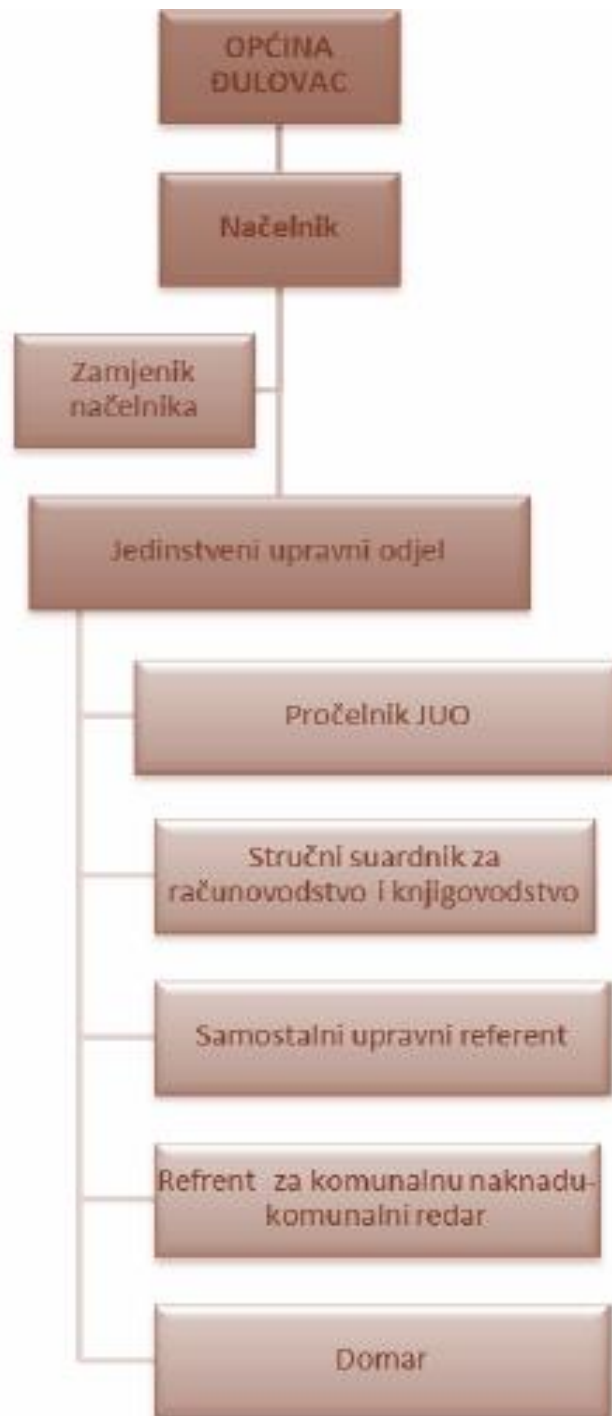 OPĆINA
ĐULOVAC
Načelnik
Zamjenik
načelnika
Jedinstveni upravni odjel
Pročelnik JUO
Stručni suardnik za
računovodstvo i knjigovodstvo
Samostalni upravni referent
Refrent za komunalnu naknadu-
komunalni redar
Domar